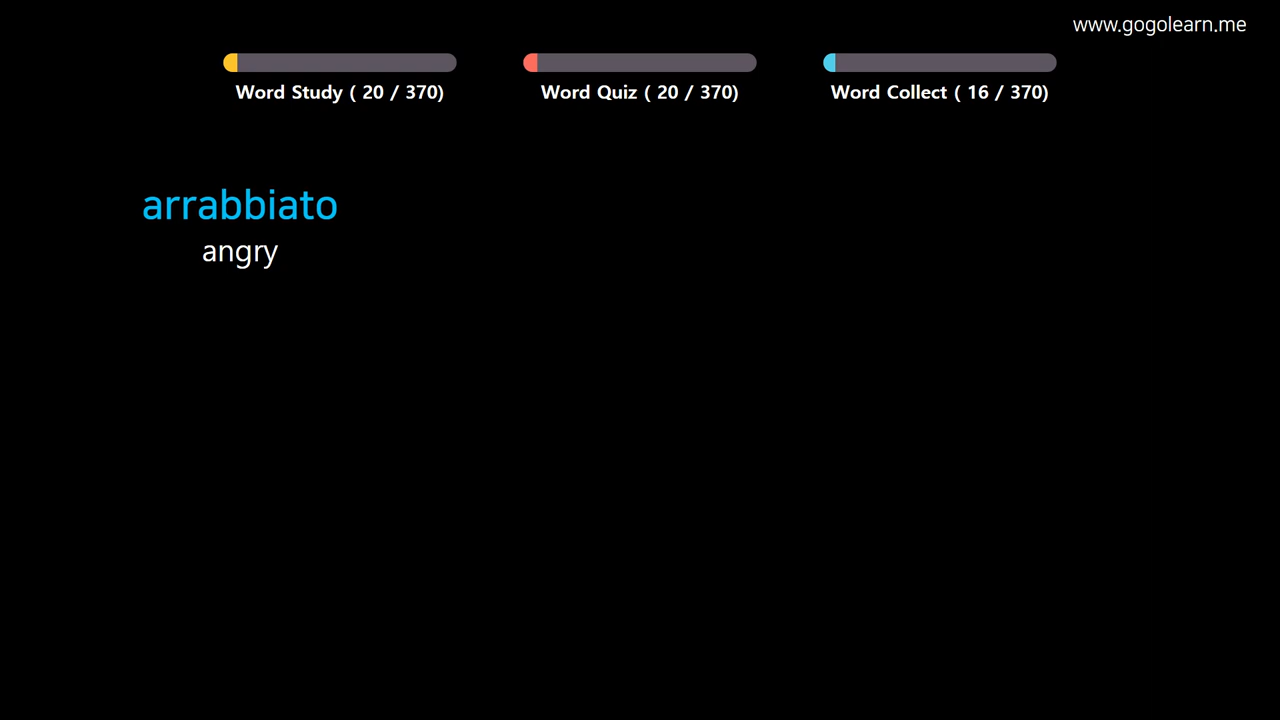 www.gogolearn.me
Word Study ( 20 / 370)
Word Quiz ( 20 / 370)
Word Collect ( 16 / 370)
arrabbiato
angry